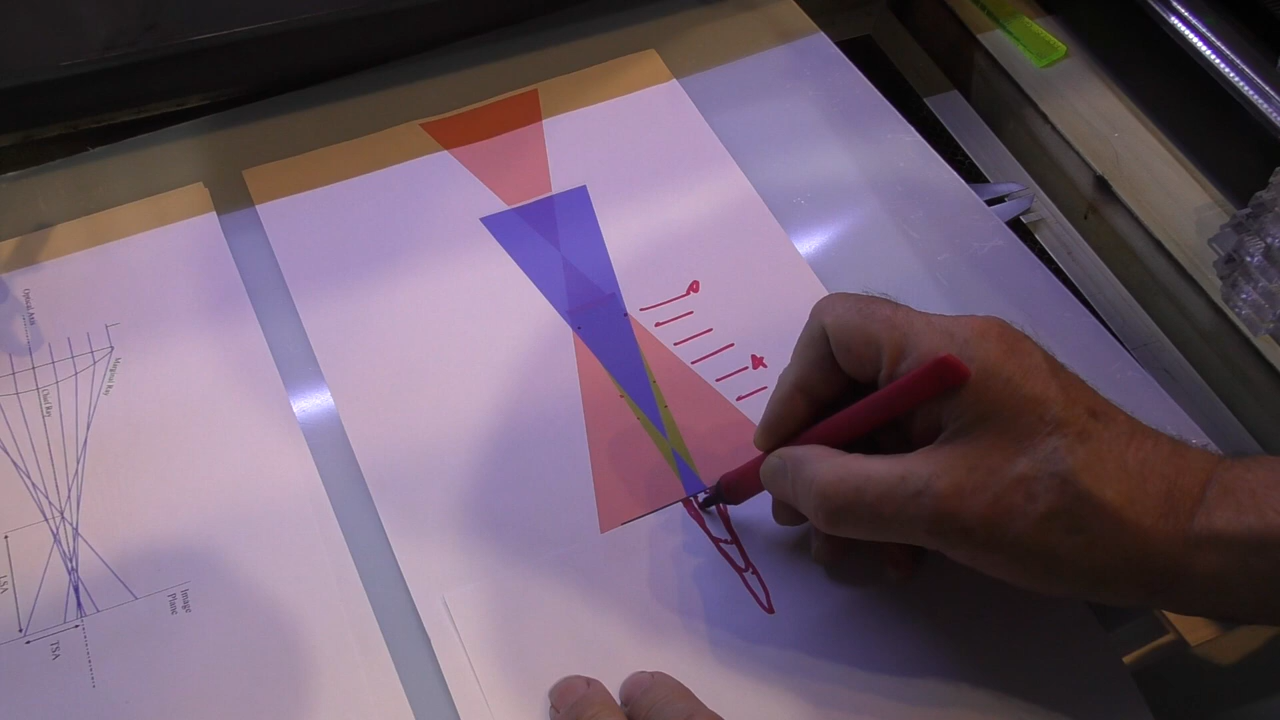 Optical Axis
Marginal Ray
Chief Ray
LSA
TSA
Image
Plane